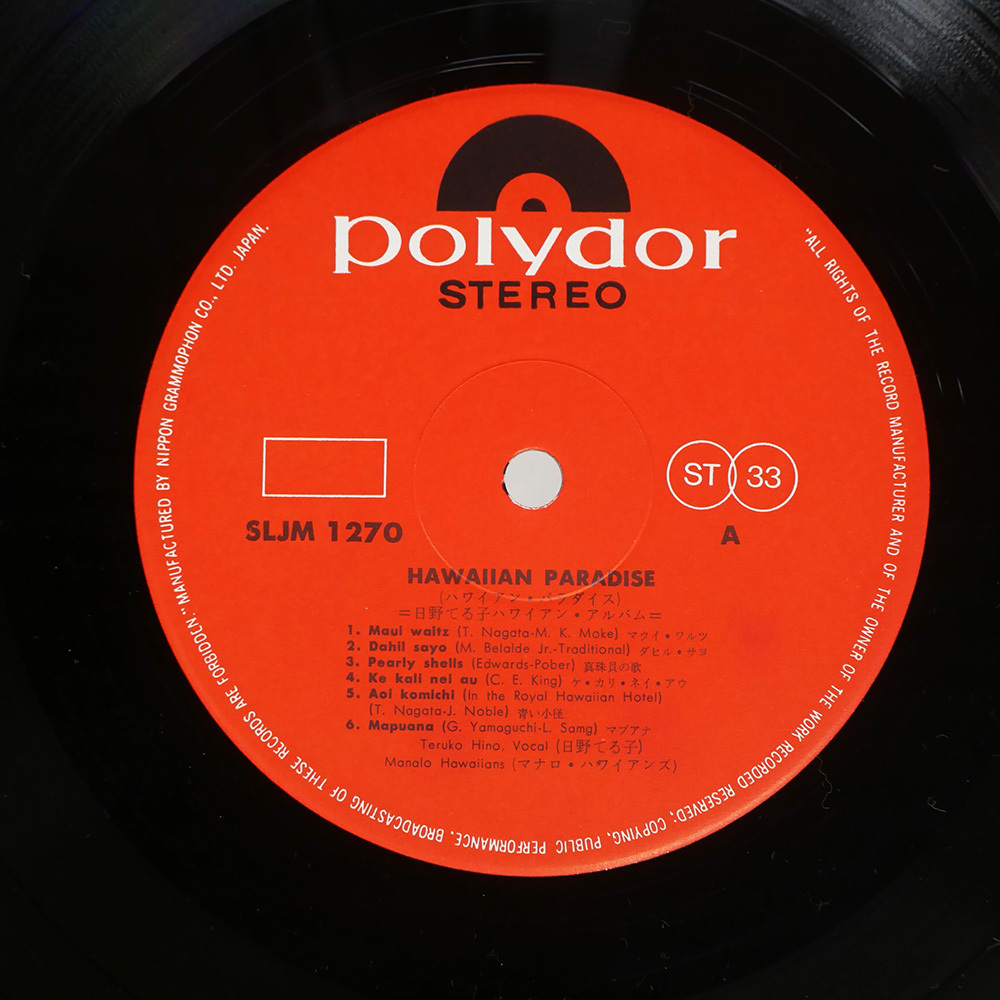 polydor
STEREO
ST 33
SLJM 1270
A
HAWAIIAN PARADISE
(ハワイアン・パラダイス)
=日野てる子ハワイアン・アルバム=
1. Maui waltz (T. Nagata-M. K. Moke) マウイ・ワルツ
2. Dahil sayo (M. Belalde Jr.-Traditional) ダヒル・サヨ
3. Pearly shells (Edwards-Pober) 真珠貝の歌
4. Ke kali nei au (C. E. King) ケ・カリ・ネイ・アウ
5. Aoi komichi (In the Royal Hawaiian Hotel)
(T. Nagata-J. Noble) 青い小径
6. Mapuana (G. Yamaguchi-L. Samg) マプアナ
Teruko Hino, Vocal (日野てる子)
Manalo Hawaiians (マナロ・ハワイアンズ)
"ALL RIGHTS OF THE RECORD MANUFACTURER AND OF THE OWNER OF THE WORK RECORDED RESERVED; COPYING, PUBLIC PERFORMANCE, BROADCASTING OF THESE RECORDS ARE FORBIDDEN." MANUFACTURED BY NIPPON GRAMMOPHON CO., LTD. JAPAN.